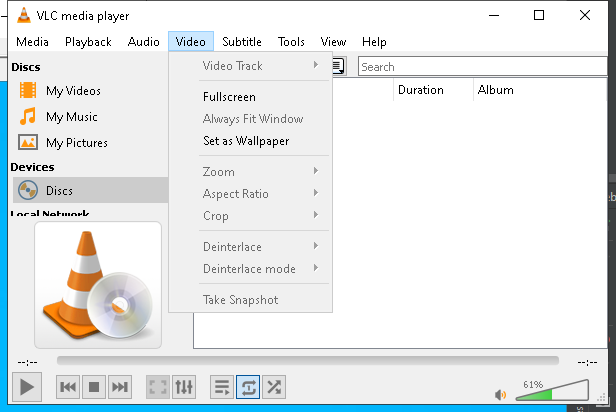 VLC media player
Media Playback Audio Video Subtitle Tools View Help
Discs
My Videos
My Music
My Pictures
Devices
Discs
Local Network
Video Track
Fullscreen
Always Fit Window
Set as Wallpaper
Zoom
Aspect Ratio
Crop
Deinterlace
Deinterlace mode
Take Snapshot
Search
Duration Album
--:-- --:--
61%